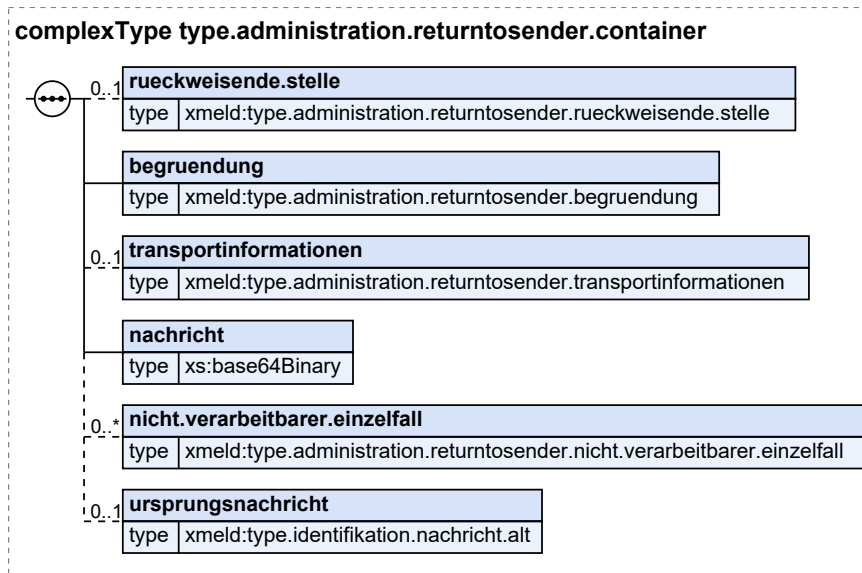 complexType type.administration.returntosender.container
0..1 rueckweisende.stelle
type xmeld:type.administration.returntosender.rueckweisende.stelle
begruendung
type xmeld:type.administration.returntosender.begruendung
0..1 transportinformationen
type xmeld:type.administration.returntosender.transportinformationen
nachricht
type xs:base64Binary
0..* nicht.verarbeitbarer.einzelfall
type xmeld:type.administration.returntosender.nicht.verarbeitbarer.einzelfall
0..1 ursprungsnachricht
type xmeld:type.identifikation.nachricht.alt